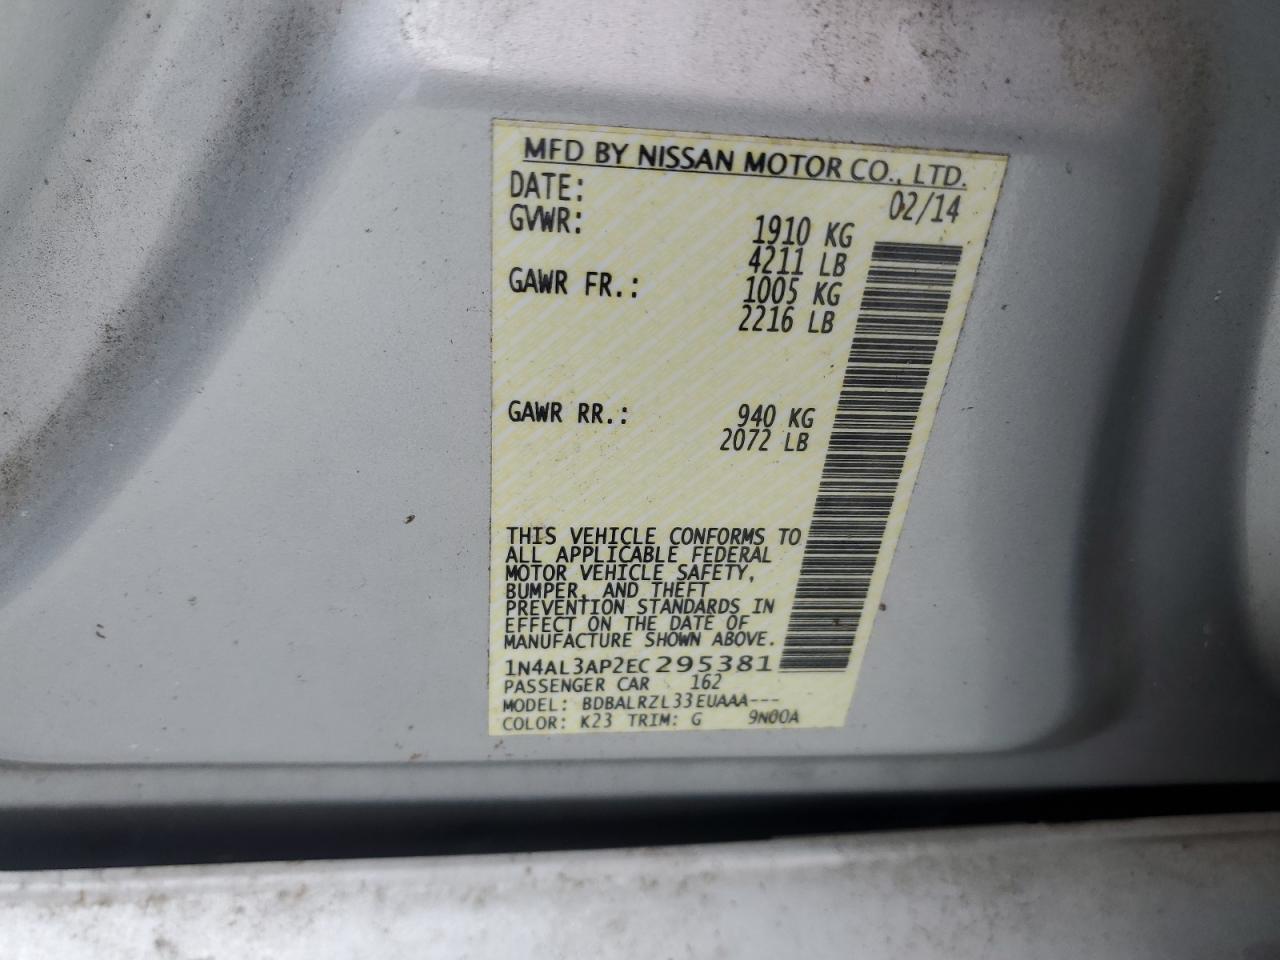 MFD BY NISSAN MOTOR CO., LTD.
DATE: 02/14
GVWR: 1910 KG
4211 LB
GAWR FR.: 1005 KG
2216 LB
GAWR RR.: 940 KG
2072 LB
THIS VEHICLE CONFORMS TO
ALL APPLICABLE FEDERAL
MOTOR VEHICLE SAFETY,
BUMPER, AND THEFT
PREVENTION STANDARDS IN
EFFECT ON THE DATE OF
MANUFACTURE SHOWN ABOVE.
1N4AL3AP2EC295381
PASSENGER CAR 162
MODEL: BDBALRZL33EUAAA---
COLOR: K23 TRIM: G 9N00A